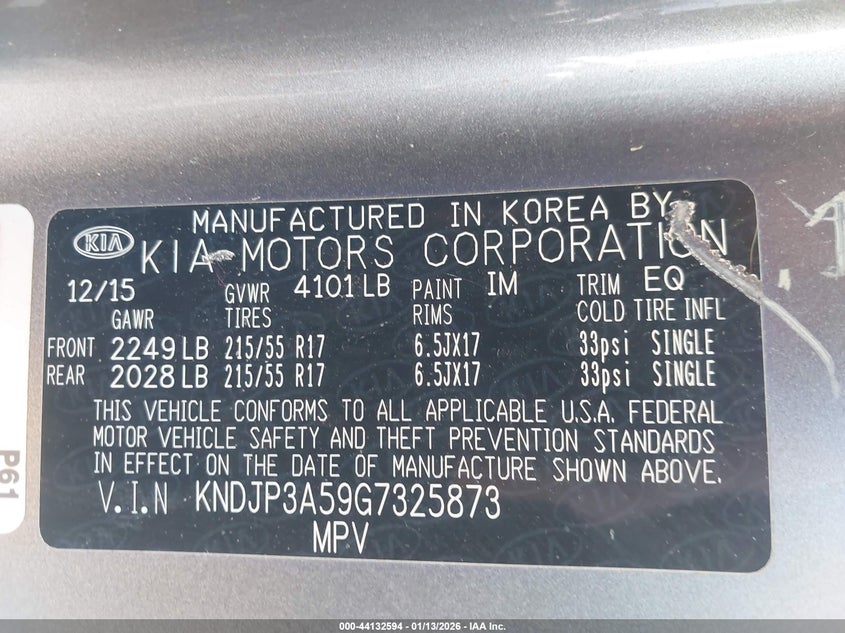 MANUFACTURED IN KOREA BY
KIA KIA MOTORS CORPORATION
12/15 GVWR 4101 LB PAINT IM TRIM EQ
GAWR TIRES RIMS COLD TIRE INFL
FRONT 2249 LB 215/55 R17 6.5JX17 33psi SINGLE
REAR 2028 LB 215/55 R17 6.5JX17 33psi SINGLE
THIS VEHICLE CONFORMS TO ALL APPLICABLE U.S.A. FEDERAL
MOTOR VEHICLE SAFETY AND THEFT PREVENTION STANDARDS
IN EFFECT ON THE DATE OF MANUFACTURE SHOWN ABOVE.
V.I.N KNDJP3A59G7325873
MPV
P61
000-44132594 - 01/13/2026 - IAA Inc.